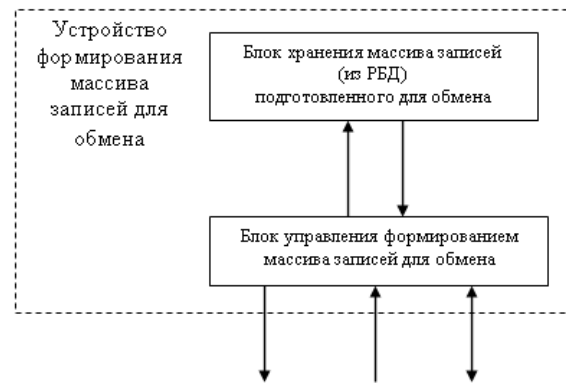 Устройство
формирования
массива
записей для
обмена
Блок хранения массива записей
(из РБД)
подготовленного для обмена
Блок управления формированием
массива записей для обмена